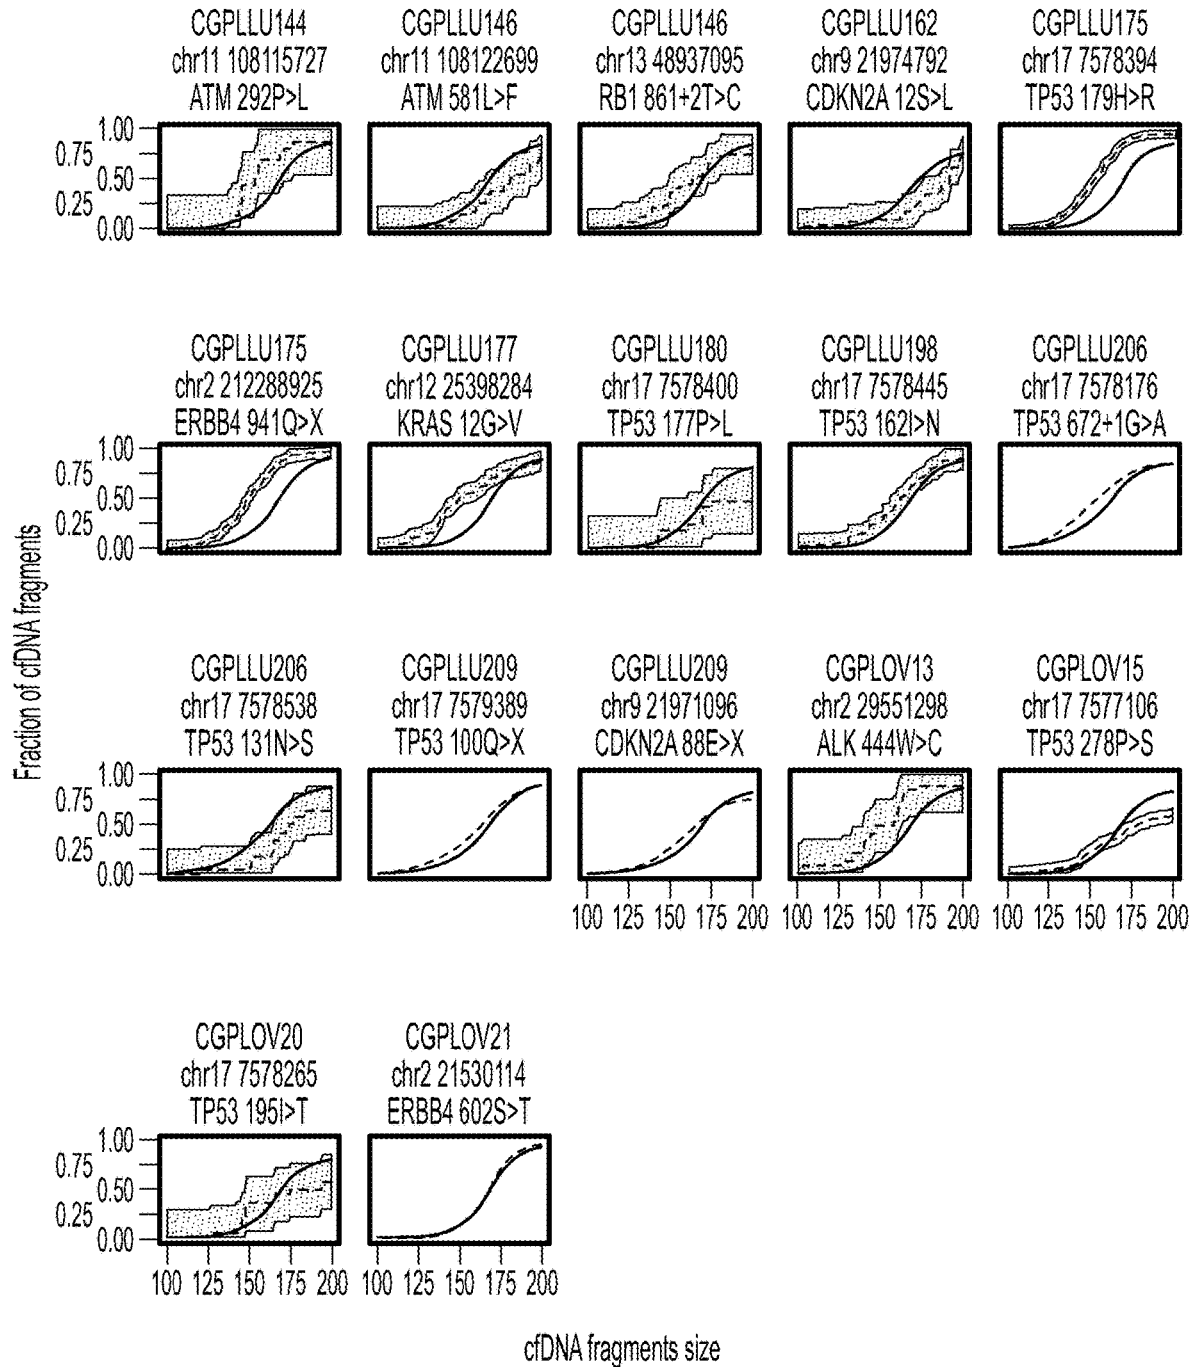 CGPLLU144
chr11 108115727
ATM 292P>L
CGPLLU146
chr11 108122699
ATM 581L>F
CGPLLU146
chr13 48937095
RB1 861+2T>C
CGPLLU162
chr9 21974792
CDKN2A 12S>L
CGPLLU175
chr17 7578394
TP53 179H>R
1.00
0.75
0.50
0.25
0.00
CGPLLU175
chr2 212288925
ERBB4 941Q>X
CGPLLU177
chr12 25398284
KRAS 12G>V
CGPLLU180
chr17 7578400
TP53 177P>L
CGPLLU198
chr17 7578445
TP53 162I>N
CGPLLU206
chr17 7578176
TP53 672+1G>A
1.00
0.75
0.50
0.25
0.00
Fraction of cfDNA fragments
CGPLLU206
chr17 7578538
TP53 131N>S
CGPLLU209
chr17 7579389
TP53 100Q>X
CGPLLU209
chr9 21971096
CDKN2A 88E>X
CGPLOV13
chr2 29551298
ALK 444W>C
CGPLOV15
chr17 7577106
TP53 278P>S
1.00
0.75
0.50
0.25
0.00
100 125 150 175 200
100 125 150 175 200
100 125 150 175 200
CGPLOV20
chr17 7578265
TP53 195I>T
CGPLOV21
chr2 21530114
ERBB4 602S>T
1.00
0.75
0.50
0.25
0.00
100 125 150 175 200
100 125 150 175 200
cfDNA fragments size